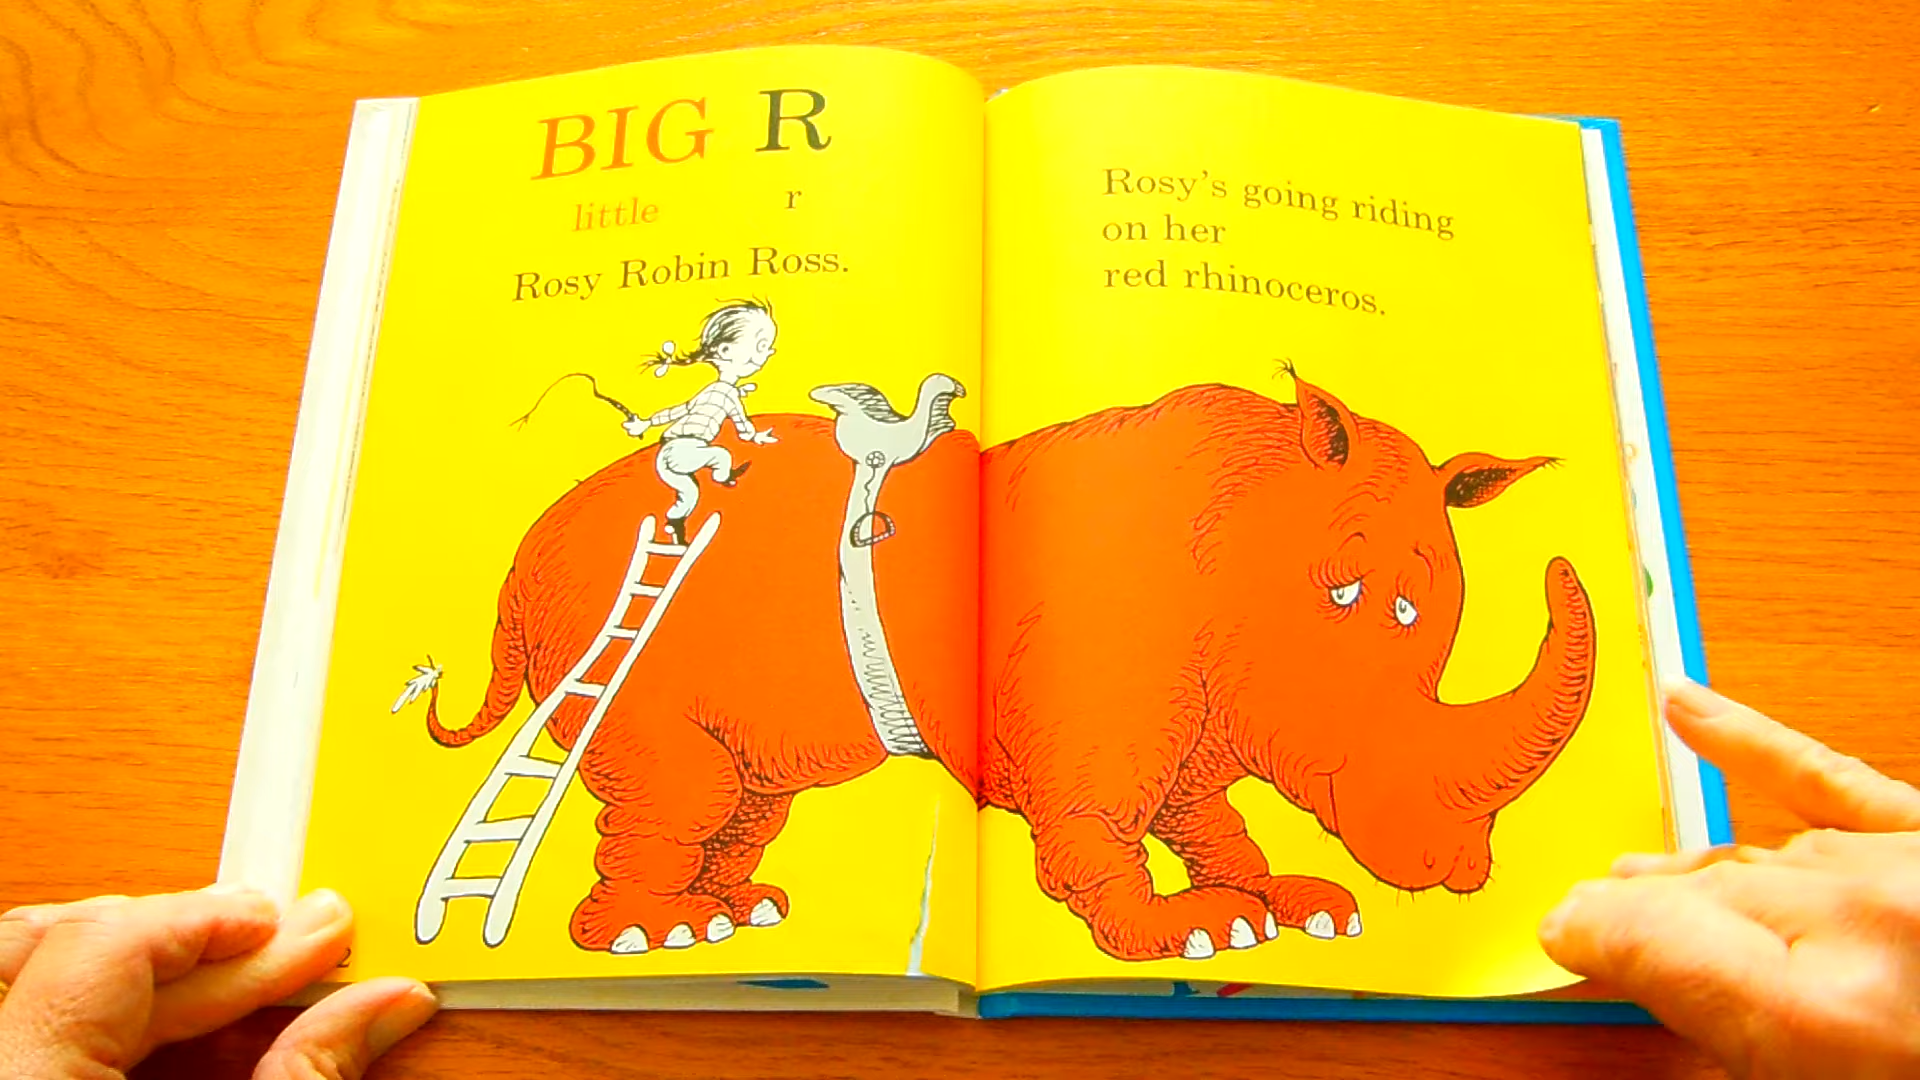 BIG R
little r
Rosy Robin Ross.
Rosy's going riding
on her
red rhinoceros.